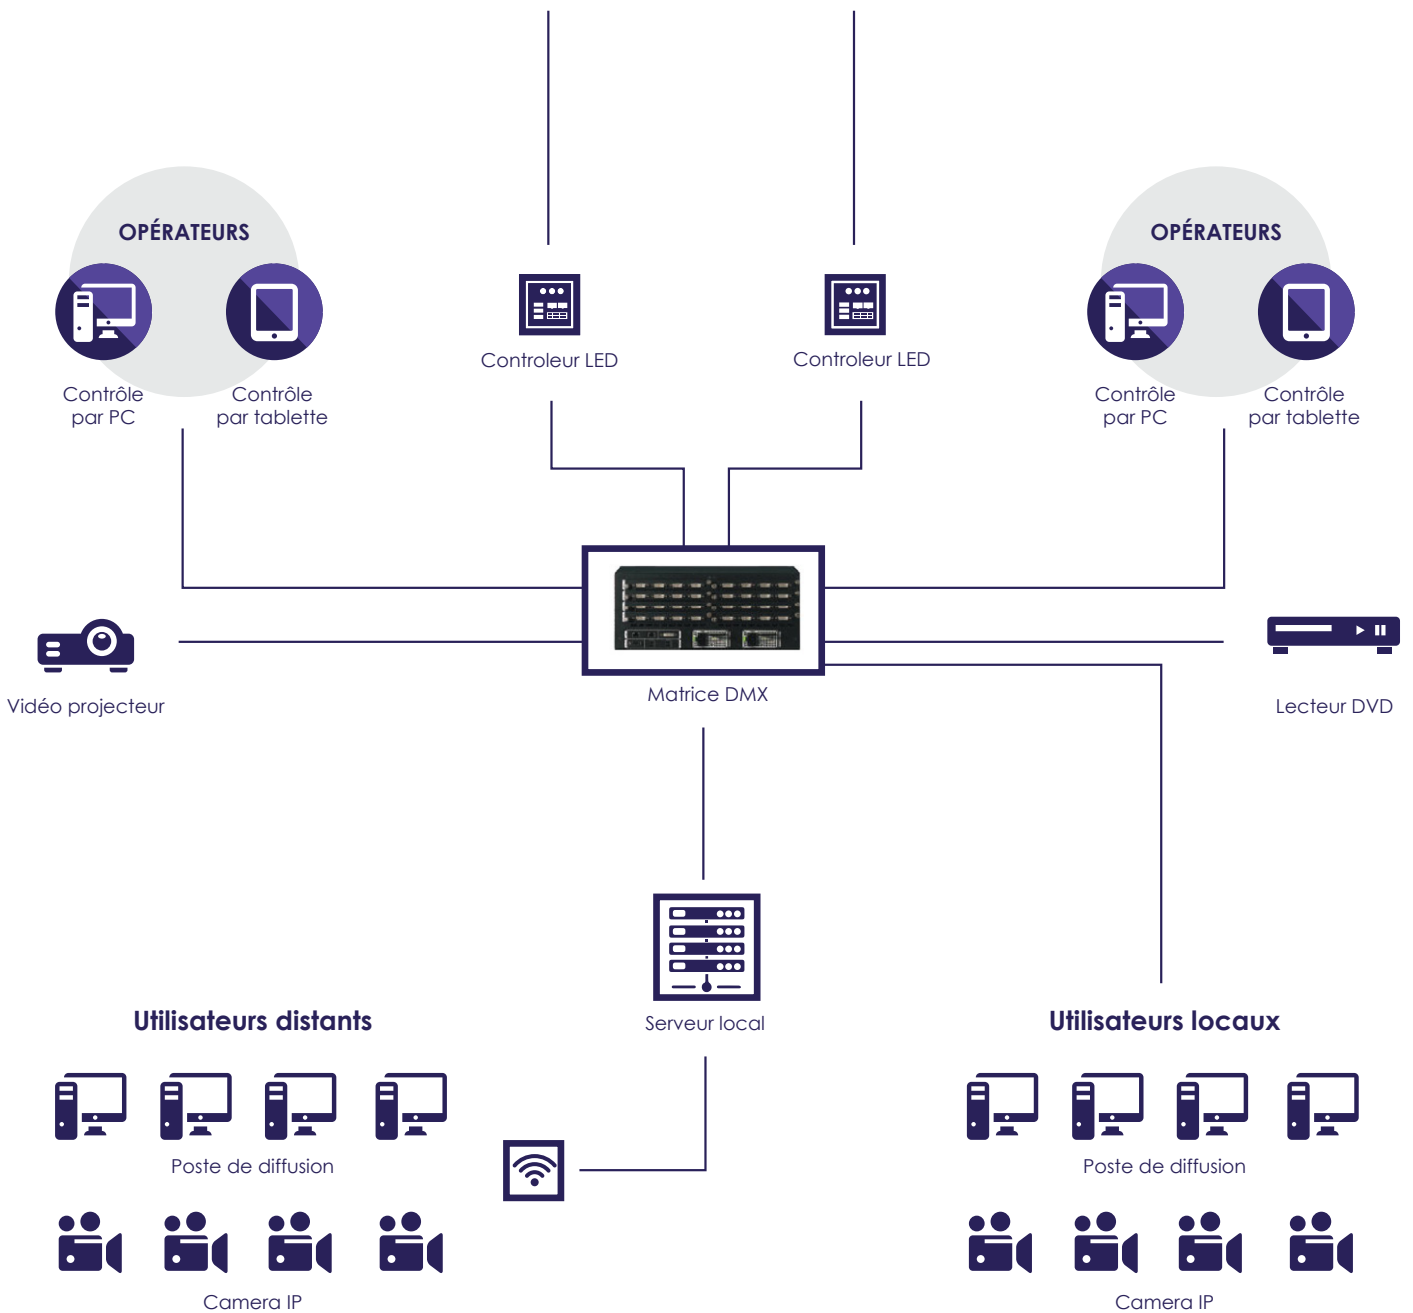 OPÉRATEURS
OPÉRATEURS
Controleur LED
Controleur LED
Contrôle
par PC
Contrôle
par tablette
Contrôle
par PC
Contrôle
par tablette
Matrice DMX
Vidéo projecteur
Lecteur DVD
Utilisateurs distants
Serveur local
Utilisateurs locaux
Poste de diffusion
Poste de diffusion
Camera IP
Camera IP